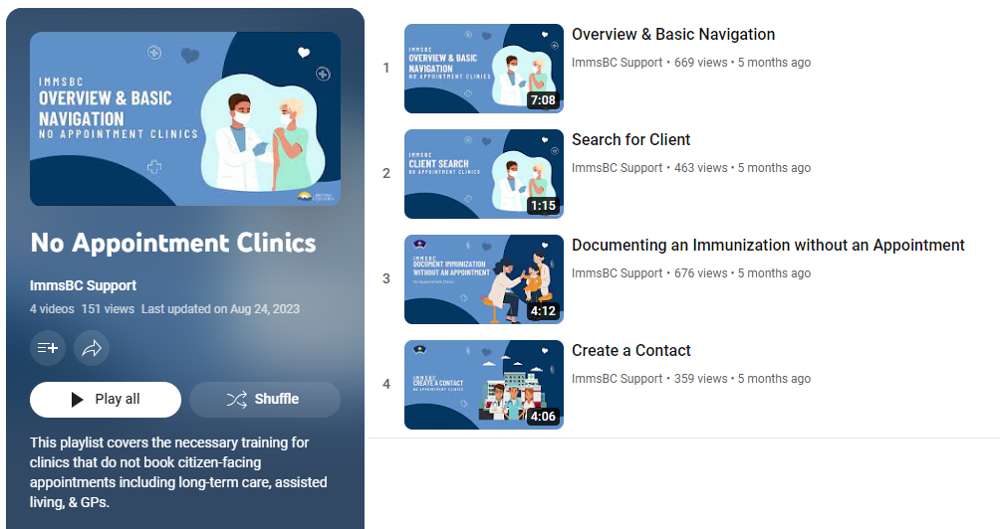 IMMSBC
OVERVIEW & BASIC
NAVIGATION
NO APPOINTMENT CLINICS
No Appointment Clinics
ImmsBC Support
4 videos 151 views Last updated on Aug 24, 2023
Play all
Shuffle
This playlist covers the necessary training for
clinics that do not book citizen-facing
appointments including long-term care, assisted
living, & GPs.
1
IMMSBC
OVERVIEW & BASIC
NAVIGATION
NO APPOINTMENT CLINICS
7:08
Overview & Basic Navigation
ImmsBC Support • 669 views • 5 months ago
2
IMMSBC
CLIENT SEARCH
NO APPOINTMENT CLINICS
1:15
Search for Client
ImmsBC Support • 463 views • 5 months ago
3
IMMSBC
DOCUMENT IMMUNIZATION
WITHOUT AN APPOINTMENT
No Appointment Clinics
4:12
Documenting an Immunization without an Appointment
ImmsBC Support • 676 views • 5 months ago
4
IMMSBC
CREATE A CONTACT
NO APPOINTMENT CLINICS
4:06
Create a Contact
ImmsBC Support • 359 views • 5 months ago